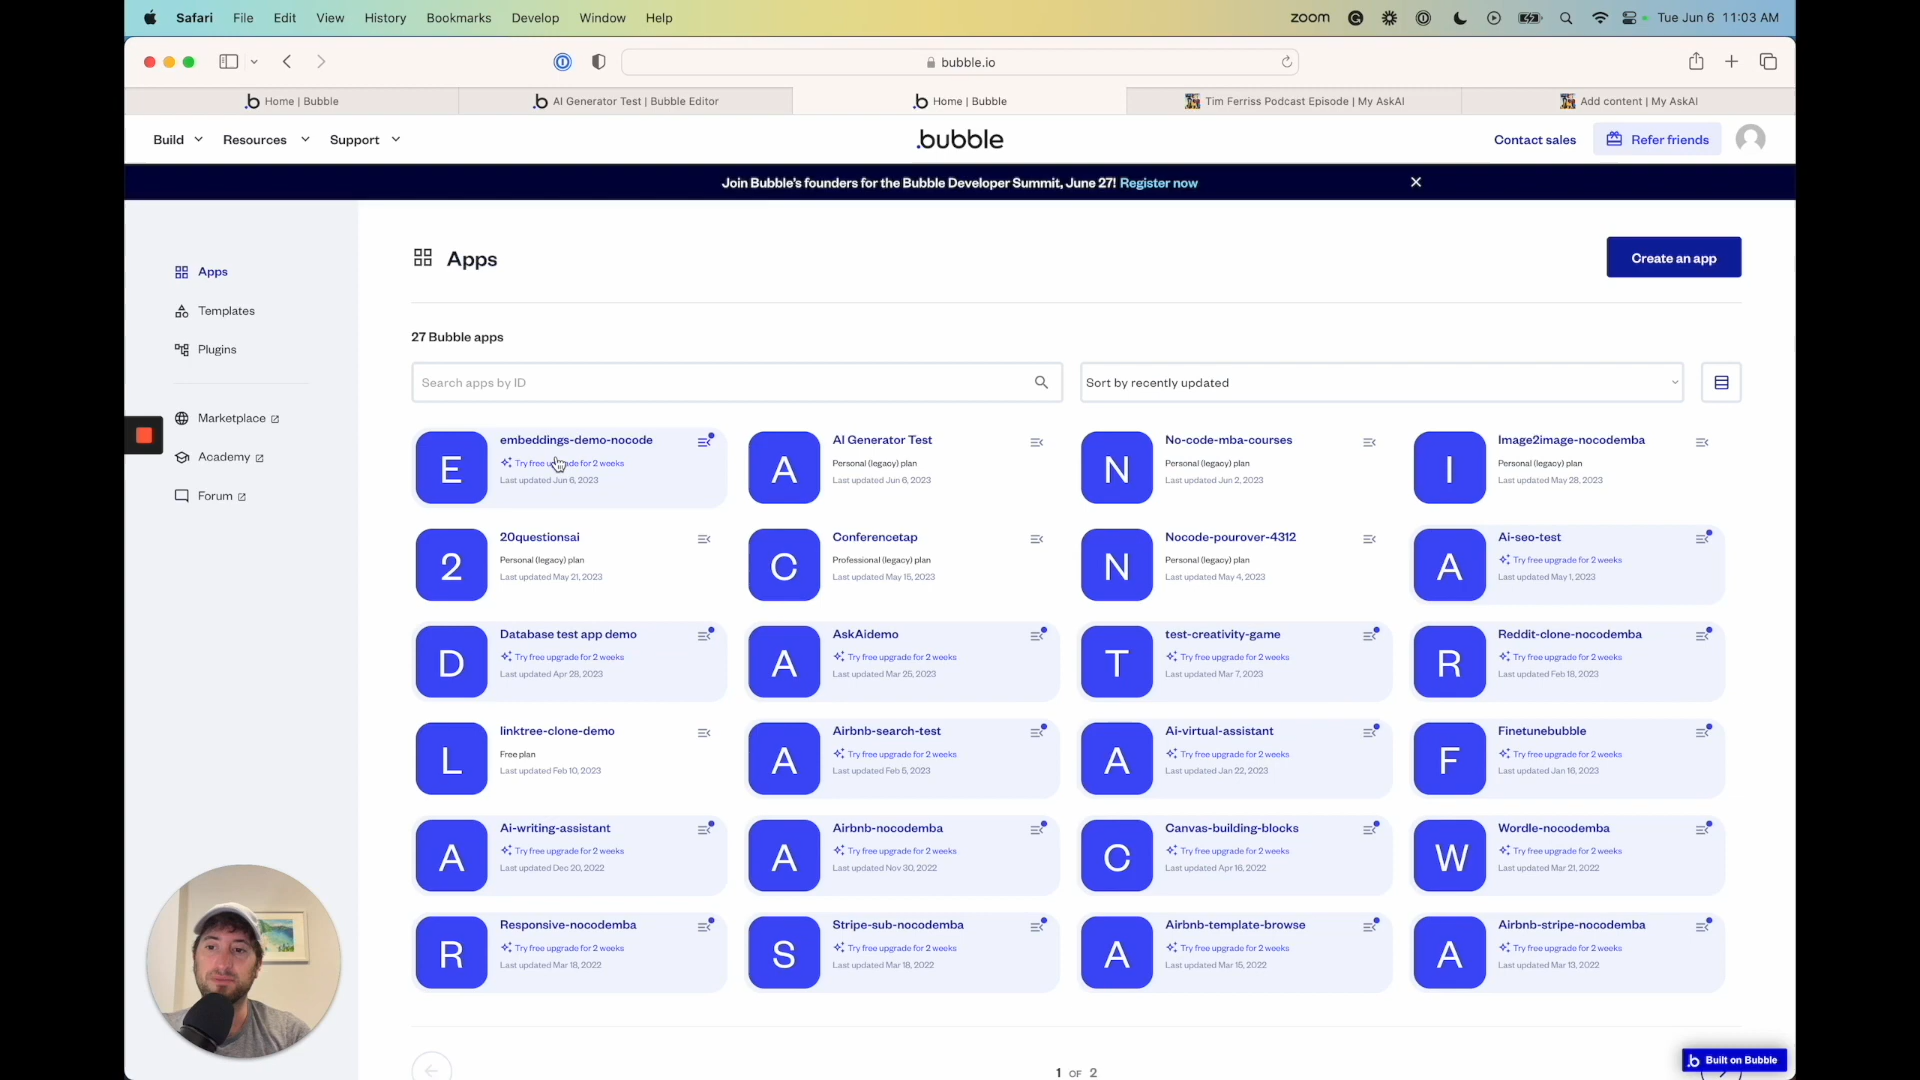 Safari File Edit View History Bookmarks Develop Window Help zoom Tue Jun 6 11:03 AM
bubble.io
Home | Bubble
AI Generator Test | Bubble Editor
Home | Bubble
Tim Ferriss Podcast Episode | My AskAI
Add content | My AskAI
Build Resources Support
.bubble
Contact sales
Refer friends
Join Bubble's founders for the Bubble Developer Summit, June 27! Register now
Apps
Templates
Plugins
Marketplace
Academy
Forum
Apps
Create an app
27 Bubble apps
Search apps by ID
Sort by recently updated
E
embeddings-demo-nocode
Try free upgrade for 2 weeks
Last updated Jun 6, 2023
A
AI Generator Test
Personal (legacy) plan
Last updated Jun 6, 2023
N
No-code-mba-courses
Personal (legacy) plan
Last updated Jun 2, 2023
I
Image2image-nocodemba
Personal (legacy) plan
Last updated May 28, 2023
2
20questionsai
Personal (legacy) plan
Last updated May 21, 2023
C
Conferencetap
Professional (legacy) plan
Last updated May 15, 2023
N
Nocode-pourover-4312
Personal (legacy) plan
Last updated May 4, 2023
A
Ai-seo-test
Try free upgrade for 2 weeks
Last updated May 1, 2023
D
Database test app demo
Try free upgrade for 2 weeks
Last updated Apr 28, 2023
A
AskAidemo
Try free upgrade for 2 weeks
Last updated Mar 25, 2023
T
test-creativity-game
Try free upgrade for 2 weeks
Last updated Mar 7, 2023
R
Reddit-clone-nocodemba
Try free upgrade for 2 weeks
Last updated Feb 18, 2023
L
linktree-clone-demo
Free plan
Last updated Feb 10, 2023
A
Airbnb-search-test
Try free upgrade for 2 weeks
Last updated Feb 5, 2023
A
Ai-virtual-assistant
Try free upgrade for 2 weeks
Last updated Jan 22, 2023
F
Finetunebubble
Try free upgrade for 2 weeks
Last updated Jan 16, 2023
A
Ai-writing-assistant
Try free upgrade for 2 weeks
Last updated Dec 20, 2022
A
Airbnb-nocodemba
Try free upgrade for 2 weeks
Last updated Nov 30, 2022
C
Canvas-building-blocks
Try free upgrade for 2 weeks
Last updated Apr 16, 2022
W
Wordle-nocodemba
Try free upgrade for 2 weeks
Last updated Mar 21, 2022
R
Responsive-nocodemba
Try free upgrade for 2 weeks
Last updated Mar 18, 2022
S
Stripe-sub-nocodemba
Try free upgrade for 2 weeks
Last updated Mar 18, 2022
A
Airbnb-template-browse
Try free upgrade for 2 weeks
Last updated Mar 15, 2022
A
Airbnb-stripe-nocodemba
Try free upgrade for 2 weeks
Last updated Mar 13, 2022
1 OF 2
Built on Bubble